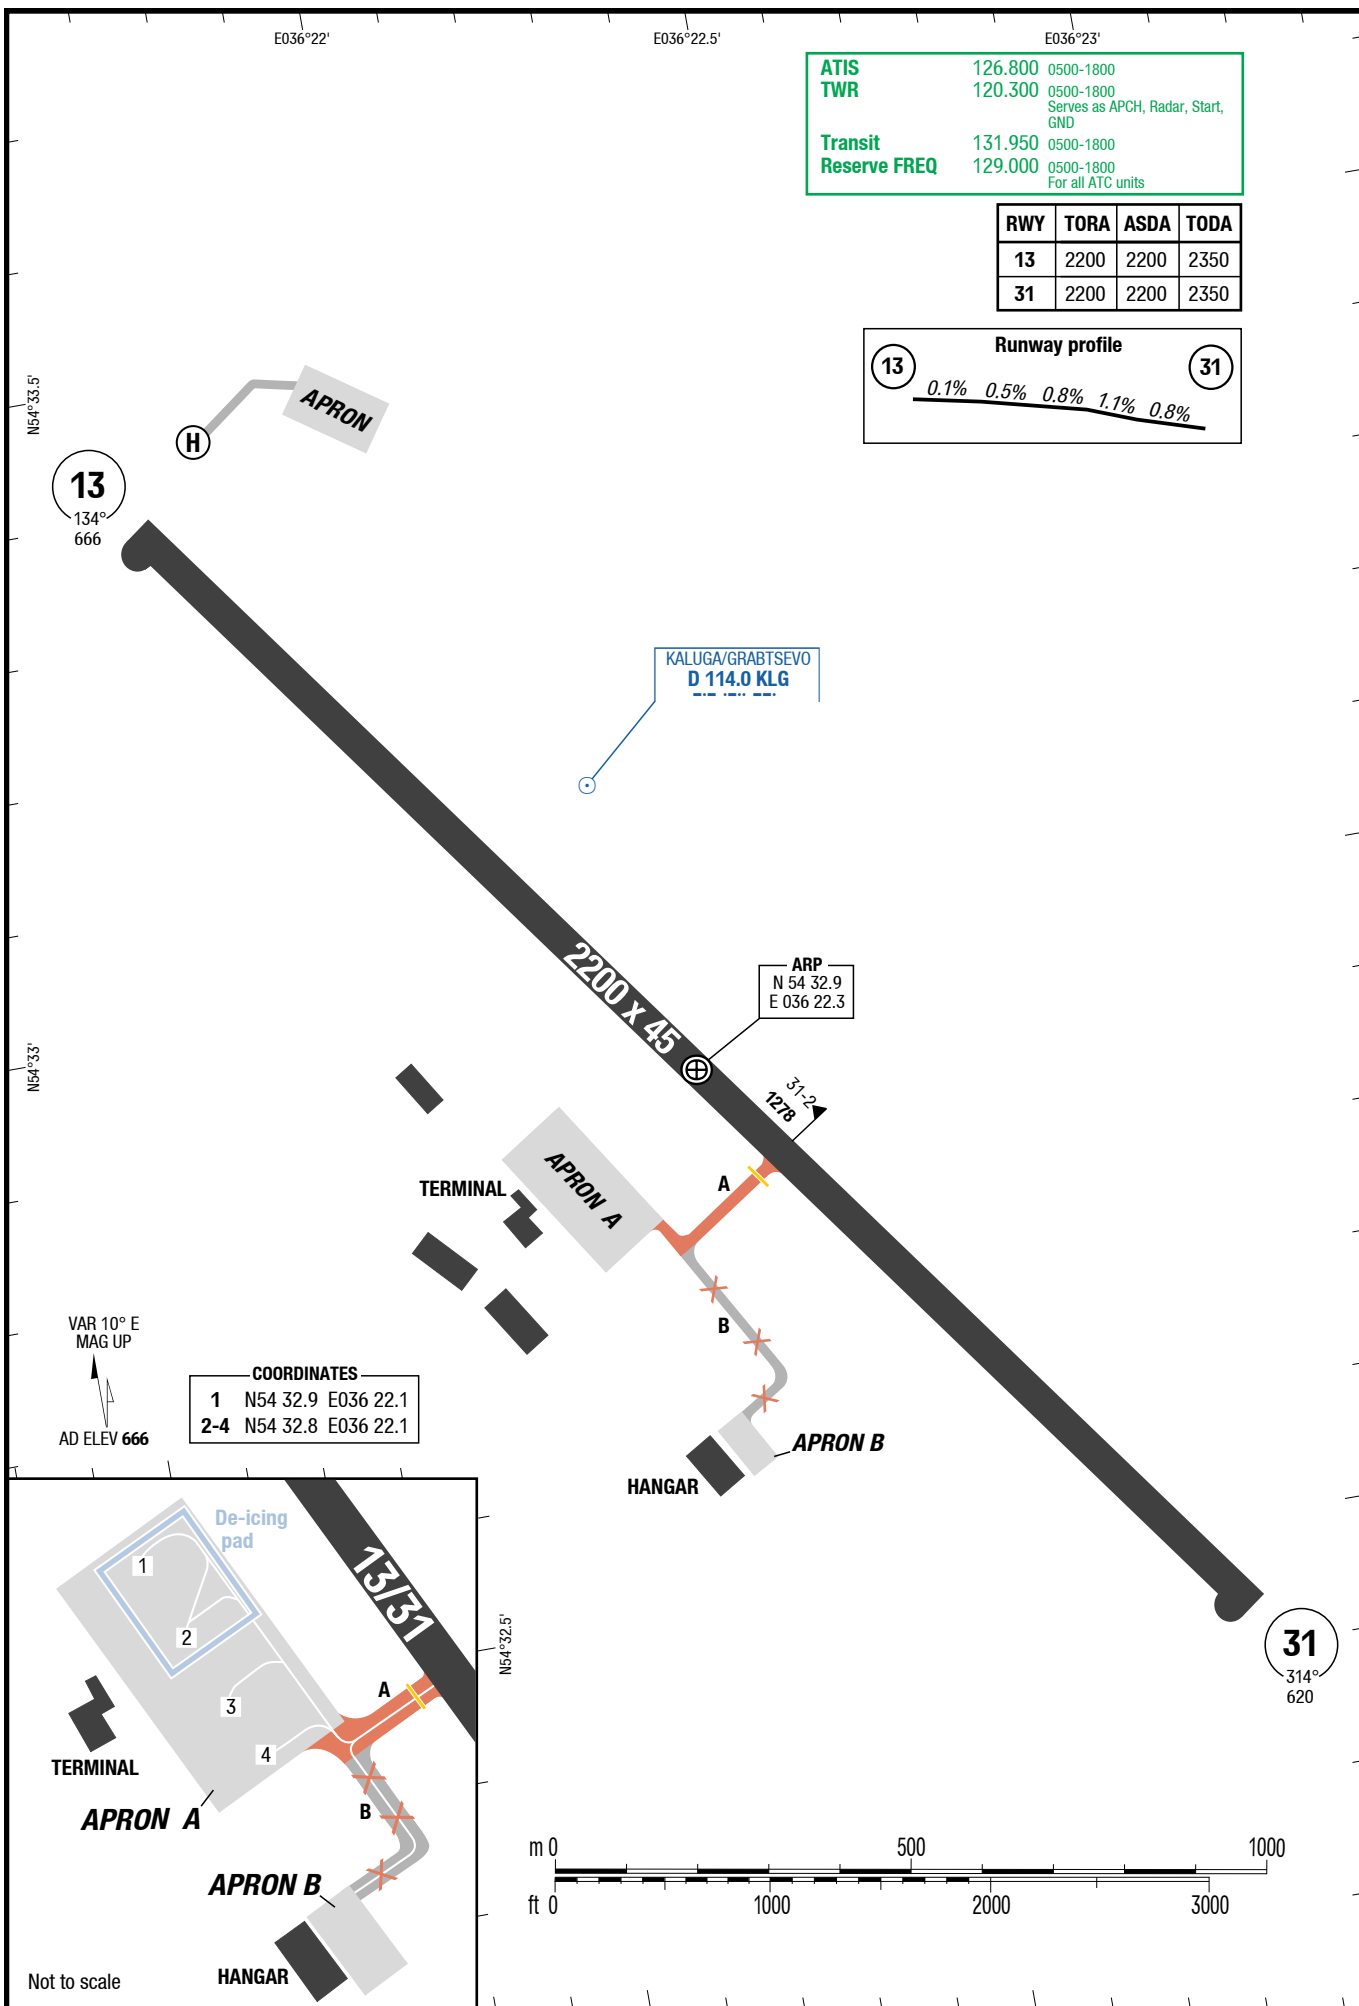 E036°22'
E036°22.5'
E036°23'
ATIS 126.800 0500-1800
TWR 120.300 0500-1800
Serves as APCH, Radar, Start,
GND
Transit 131.950 0500-1800
Reserve FREQ 129.000 0500-1800
For all ATC units
RWY TORA ASDA TODA
13 2200 2200 2350
31 2200 2200 2350
Runway profile
13
31
0.1% 0.5% 0.8% 1.1% 0.8%
N54°33.5'
APRON
H
13
134°
666
KALUGA/GRABTSEVO
D 114.0 KLG
2200 x 45
ARP
N 54 32.9
E 036 22.3
N54°33'
31-2
1278
TERMINAL
APRON A
A
B
VAR 10° E
MAG UP
AD ELEV 666
COORDINATES
1 N54 32.9 E036 22.1
2-4 N54 32.8 E036 22.1
APRON B
HANGAR
De-icing
pad
1
2
3
4
13/31
A
N54°32.5'
31
314°
620
TERMINAL
APRON A
B
APRON B
HANGAR
Not to scale
m 0 500 1000
ft 0 1000 2000 3000